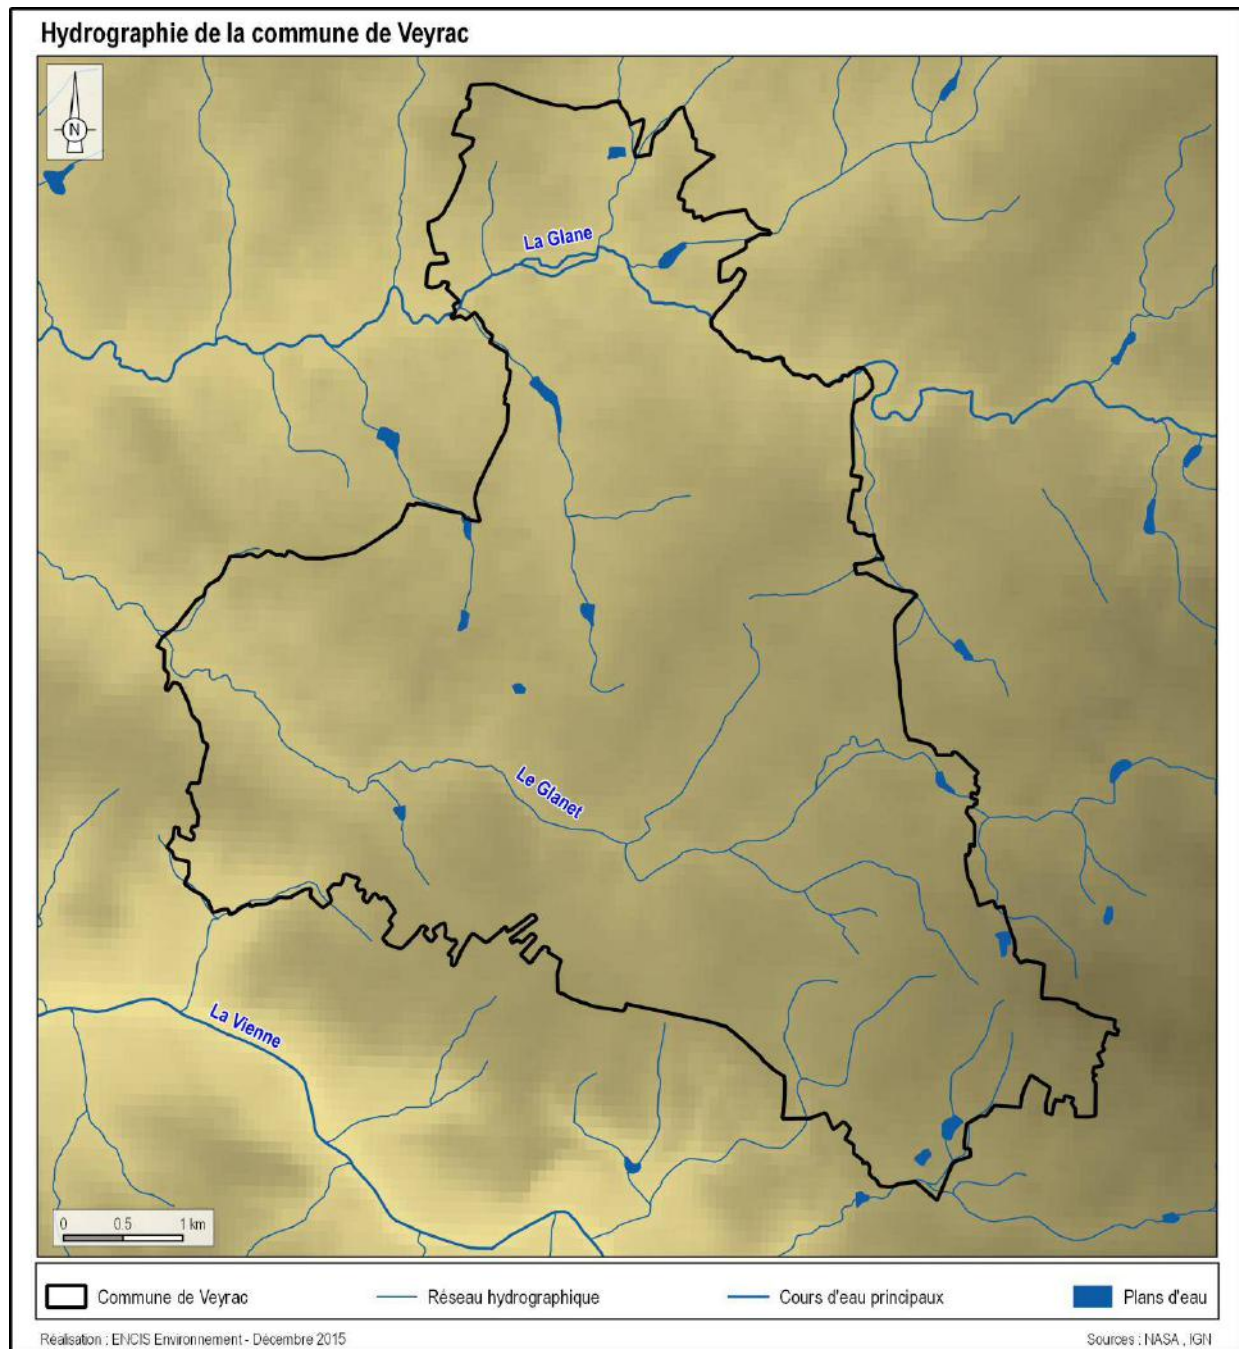 Hydrographie de la commune de Veyrac
N
La Glane
Le Glanet
La Vienne
0 0.5 1 km
Commune de Veyrac
Réseau hydrographique
Cours d'eau principaux
Plans d'eau
Réalisation : ENCIS Environnement - Décembre 2015
Sources : NASA , IGN